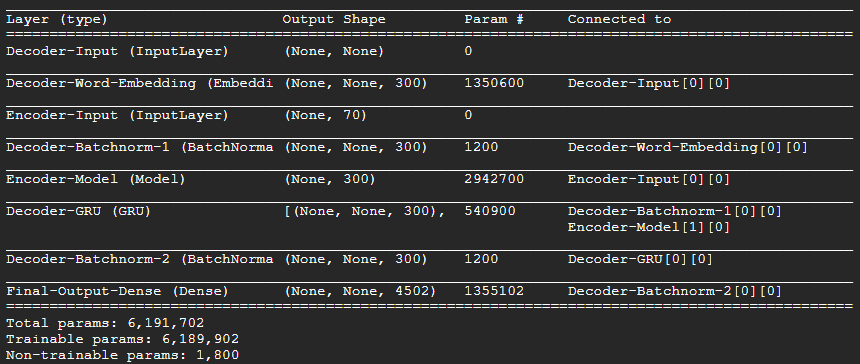 Layer (type) Output Shape Param # Connected to
Decoder-Input (InputLayer) (None, None) 0
Decoder-Word-Embedding (Embeddi (None, None, 300) 1350600 Decoder-Input[0][0]
Encoder-Input (InputLayer) (None, 70) 0
Decoder-Batchnorm-1 (BatchNorma (None, None, 300) 1200 Decoder-Word-Embedding[0][0]
Encoder-Model (Model) (None, 300) 2942700 Encoder-Input[0][0]
Decoder-GRU (GRU) [(None, None, 300), 540900 Decoder-Batchnorm-1[0][0]
Encoder-Model[1][0]
Decoder-Batchnorm-2 (BatchNorma (None, None, 300) 1200 Decoder-GRU[0][0]
Final-Output-Dense (Dense) (None, None, 4502) 1355102 Decoder-Batchnorm-2[0][0]
Total params: 6,191,702
Trainable params: 6,189,902
Non-trainable params: 1,800